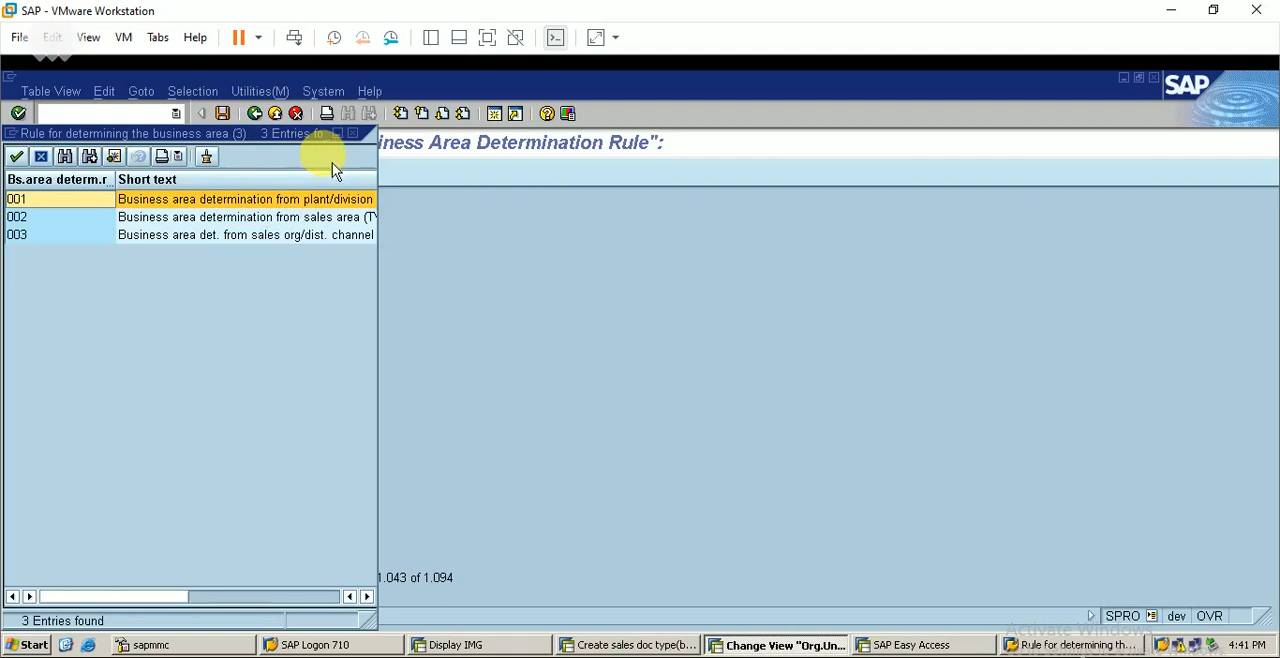 SAP - VMware Workstation
File Edit View VM Tabs Help
Table View Edit Goto Selection Utilities(M) System Help
SAP
Rule for determining the business area (3) 3 Entries fo
iness Area Determination Rule":
Bs.area determ.r Short text
001 Business area determination from plant/division
002 Business area determination from sales area (T
003 Business area det. from sales org/dist. channel
1.043 of 1.094
3 Entries found
SPRO dev OVR
Activate Windows
Start sapmmc SAP Logon 710 Display IMG Create sales doc type(b... Change View "Org.Un... SAP Easy Access Rule for determining th... 4:41 PM